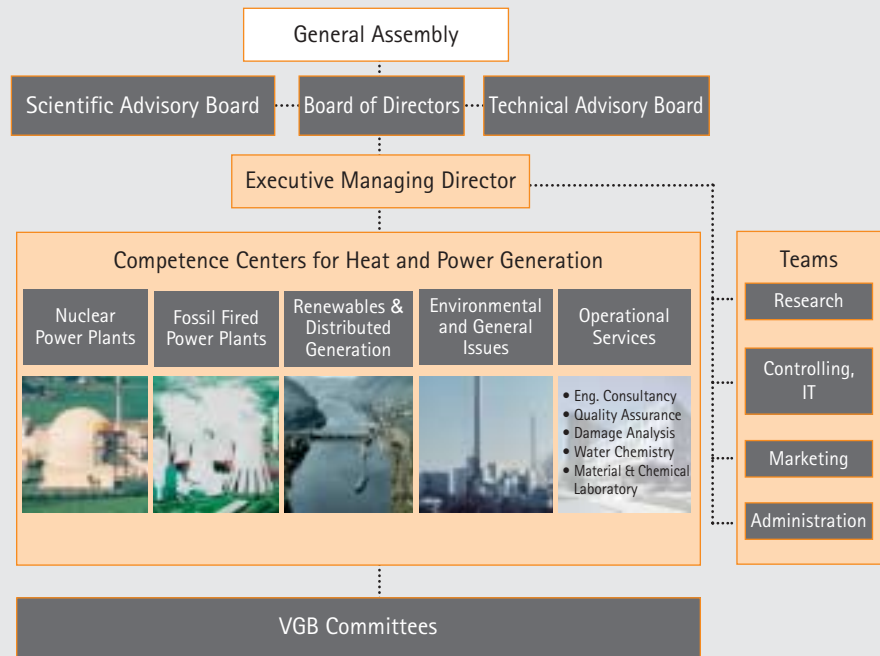 General Assembly
Scientific Advisory Board
Board of Directors
Technical Advisory Board
Executive Managing Director
Competence Centers for Heat and Power Generation
Nuclear
Power Plants
Fossil Fired
Power Plants
Renewables &
Distributed
Generation
Environmental
and General
Issues
Operational
Services
• Eng. Consultancy
• Quality Assurance
• Damage Analysis
• Water Chemistry
• Material & Chemical
Laboratory
Teams
Research
Controlling,
IT
Marketing
Administration
VGB Committees